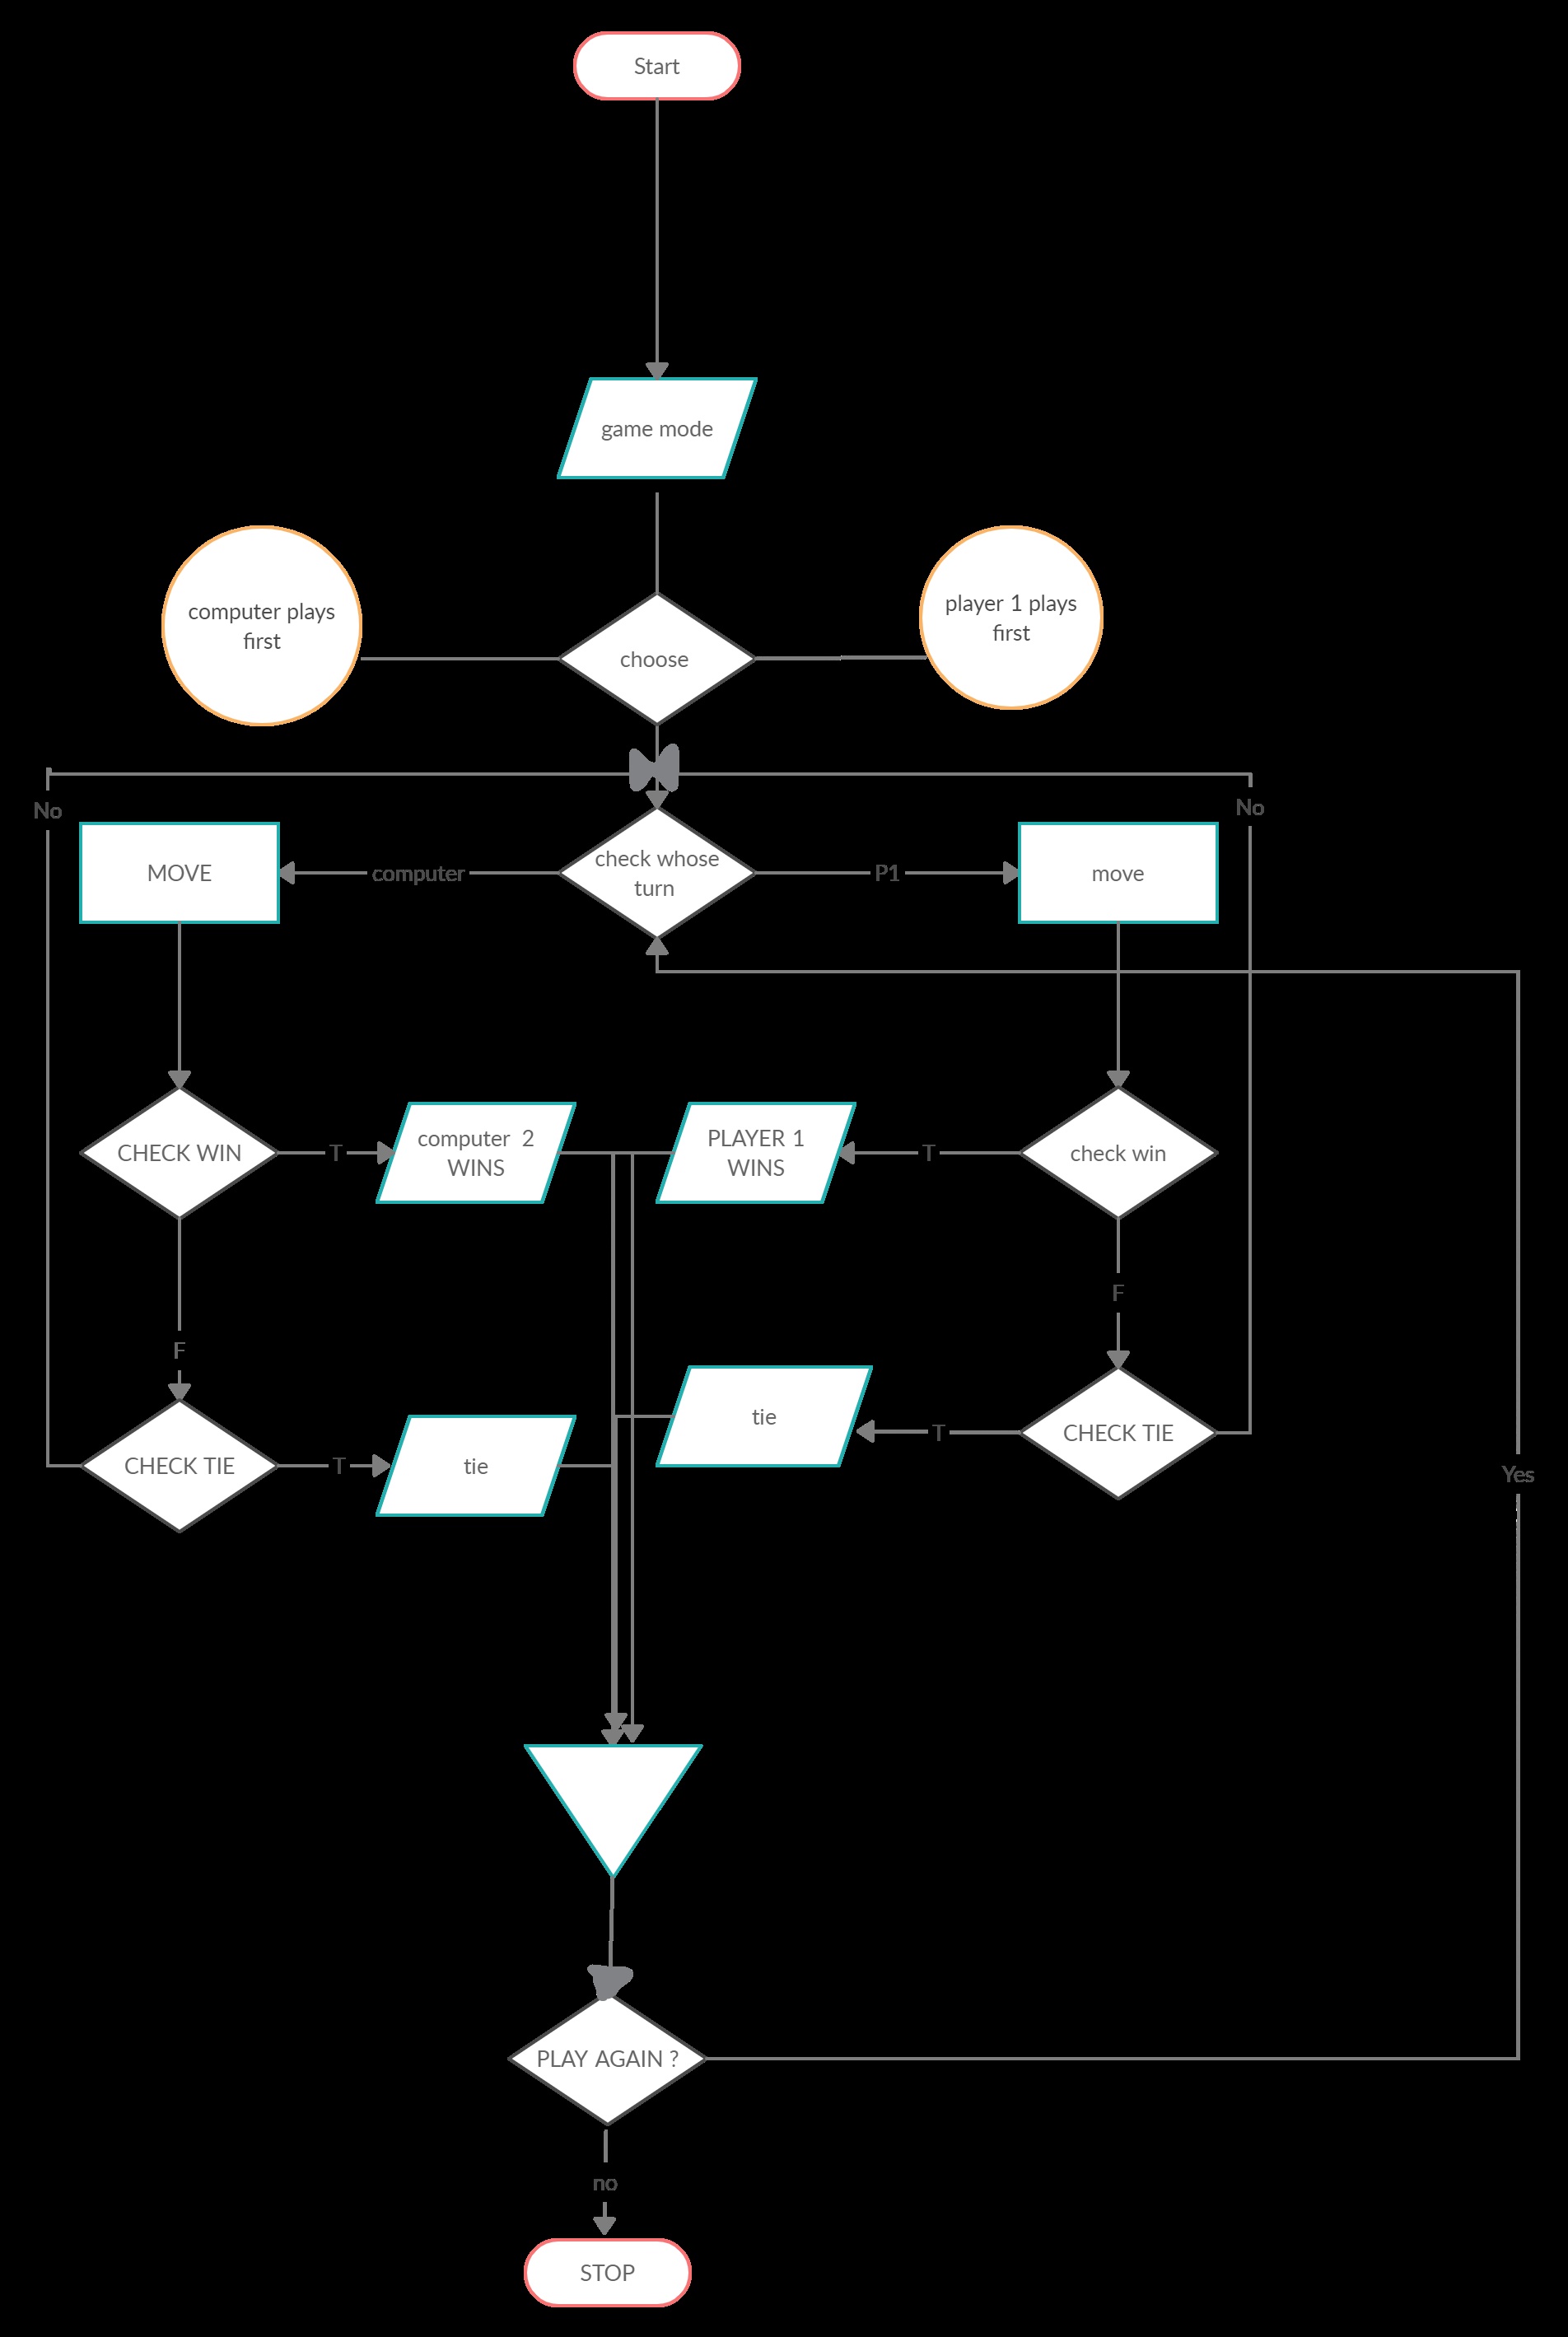 Start
game mode
computer plays
first
player 1 plays
first
choose
No
No
MOVE
computer
check whose
turn
P1
move
CHECK WIN
T
computer  2
WINS
PLAYER 1
WINS
T
check win
F
F
tie
T
CHECK TIE
CHECK TIE
T
tie
Yes
PLAY AGAIN ?
no
STOP